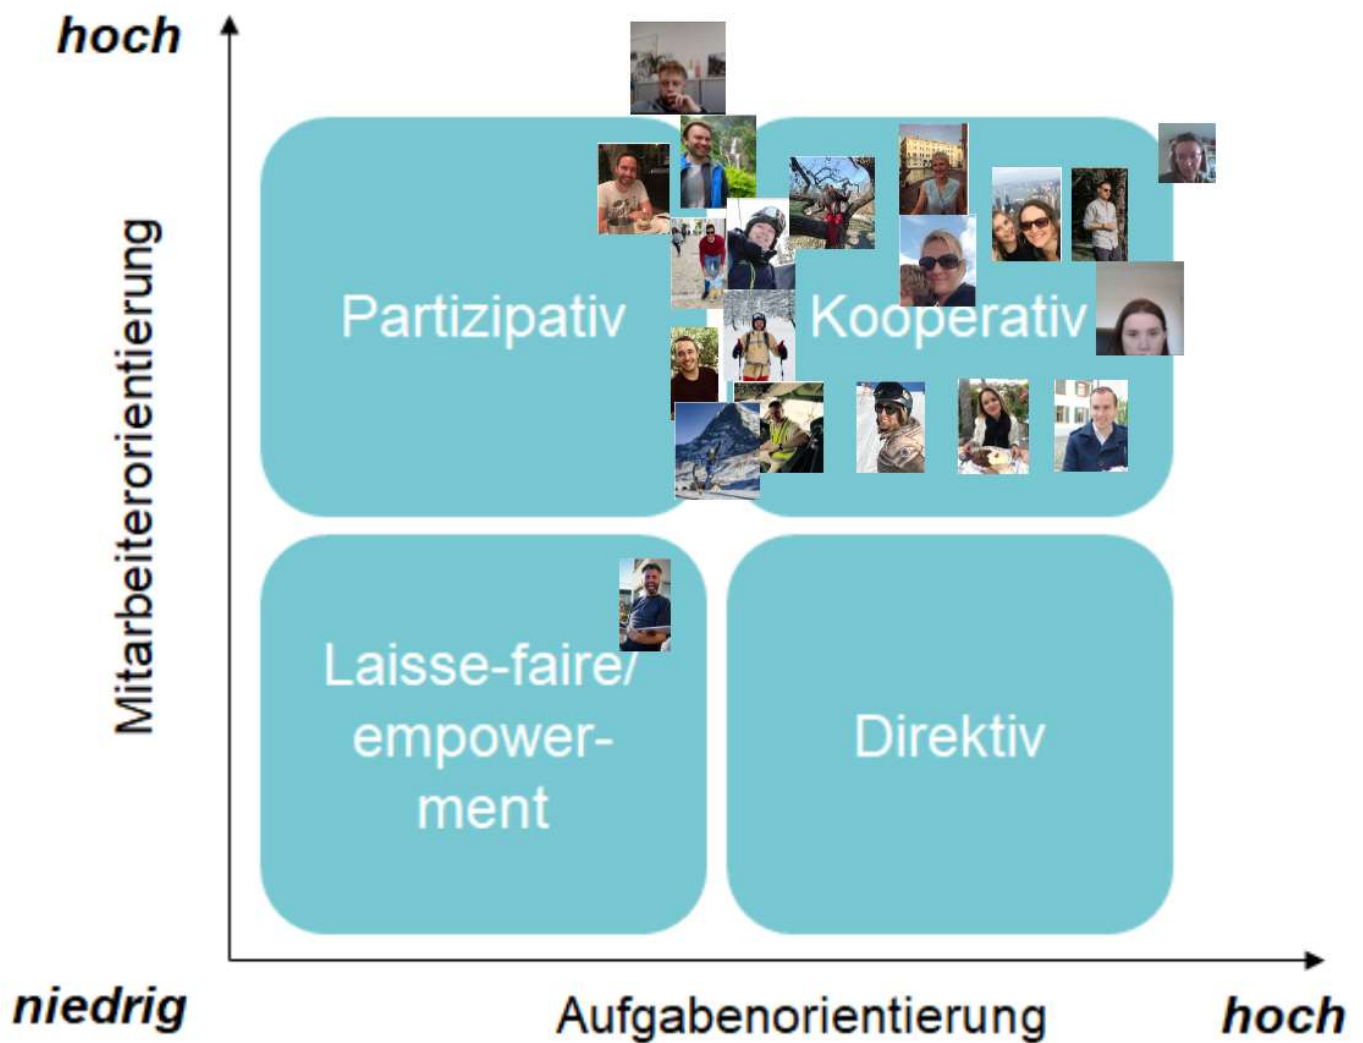 hoch
Mitarbeiterorientierung
Partizipativ
Kooperativ
Laisse-faire/
empower-
ment
Direktiv
niedrig
Aufgabenorientierung
hoch